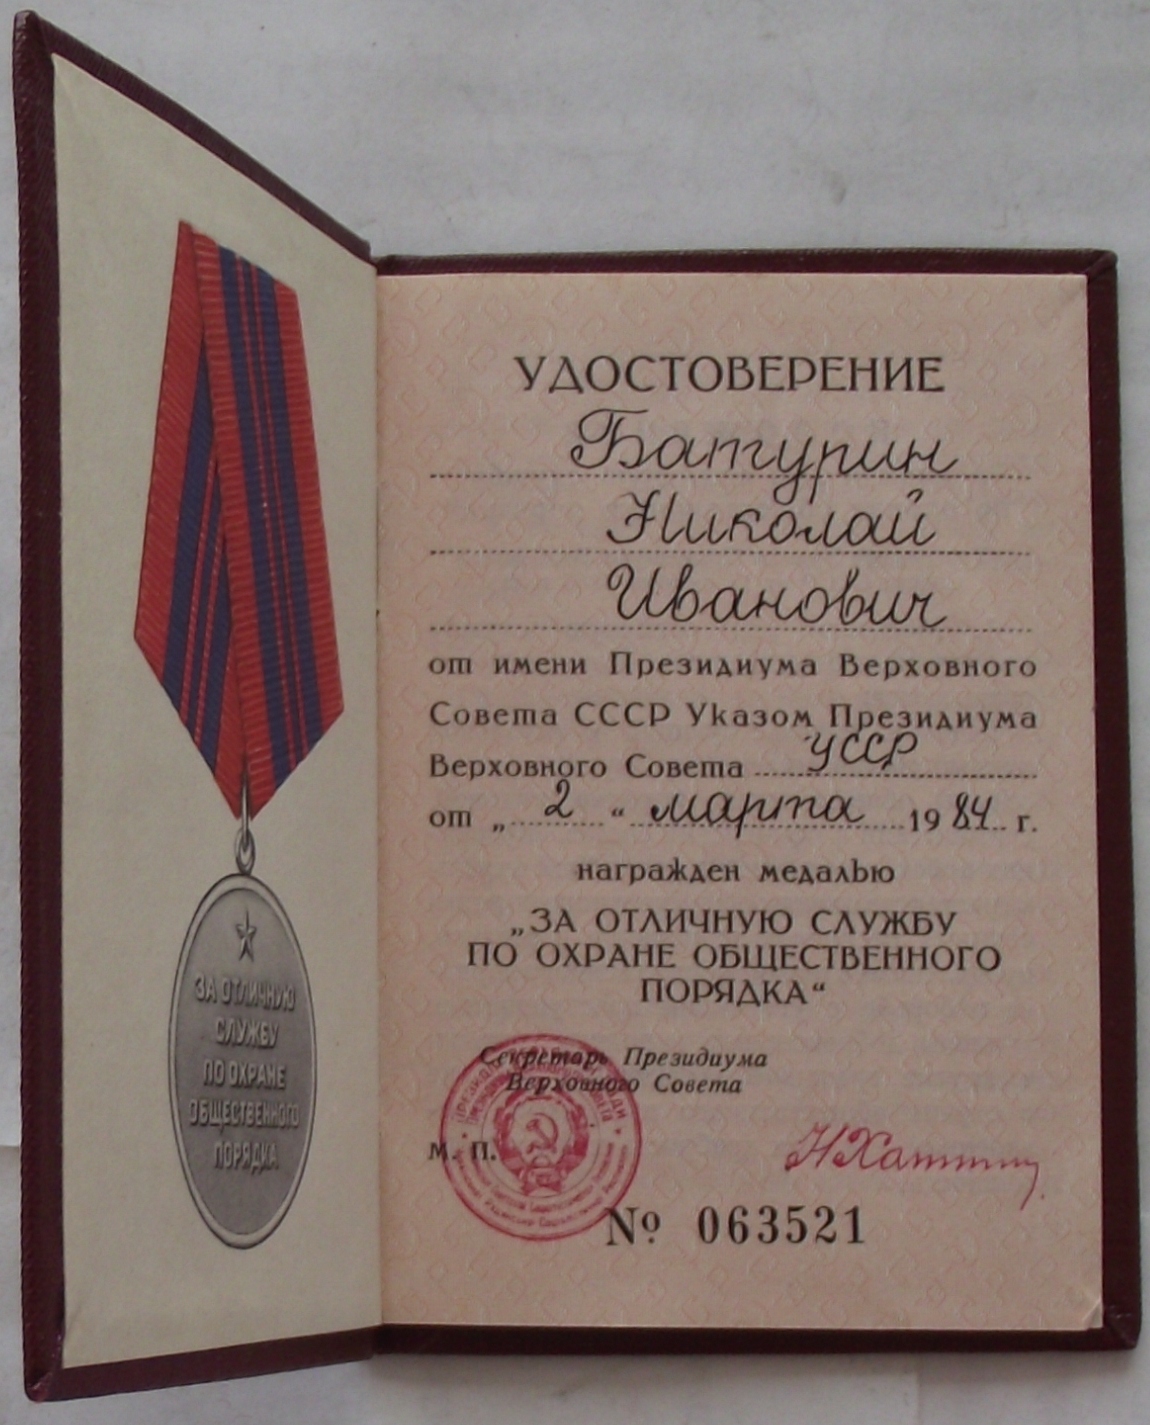 ЗА ОТЛИЧНУЮ
СЛУЖБУ
ПО ОХРАНЕ
ОБЩЕСТВЕННОГО
ПОРЯДКА
УДОСТОВЕРЕНИЕ
Батурин
Николай
Иванович
от имени Президиума Верховного
Совета СССР Указом Президиума
Верховного Совета УССР
от „ 2 “ марта 1984 г.
награжден медалью
„ЗА ОТЛИЧНУЮ СЛУЖБУ
ПО ОХРАНЕ ОБЩЕСТВЕННОГО
ПОРЯДКА“
Секретарь Президиума
Верховного Совета
М. П.
№ 063521